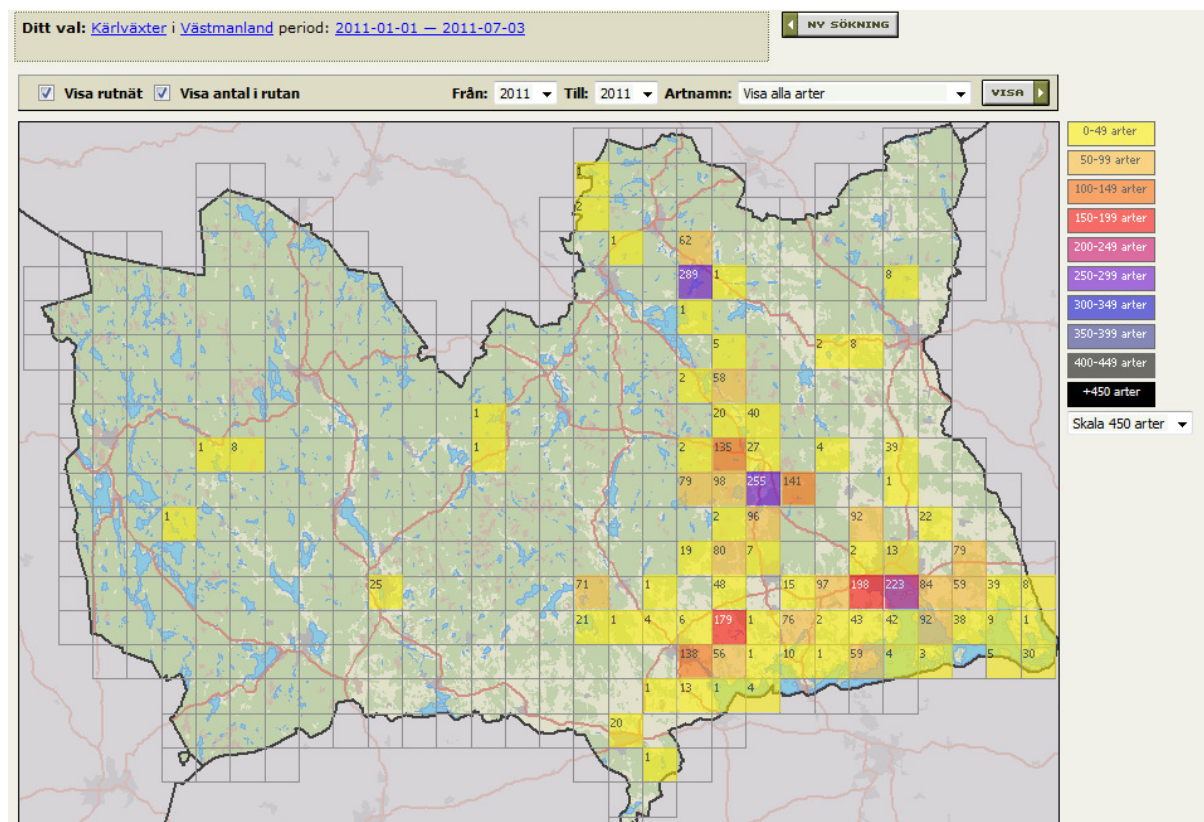 Ditt val: Kärlväxter i Västmanland period: 2011-01-01 — 2011-07-03
NY SÖKNING
Visa rutnät Visa antal i rutan Från: 2011 Till: 2011 Artnamn: Visa alla arter VISA
0-49 arter
50-99 arter
100-149 arter
150-199 arter
200-249 arter
250-299 arter
300-349 arter
350-399 arter
400-449 arter
+450 arter
Skala 450 arter
1
2
1 62
289 1 8
1
5 2 8
2 58
1 20 40
1 8 1 2 135 27 4 39
79 98 255 141 1
1 2 96 92 22
19 80 7 2 13 79
25 71 1 48 15 97 198 223 84 59 39 8
21 1 4 6 179 1 76 2 43 42 92 38 9 1
138 56 1 10 1 59 4 3 5 30
1 13 1 4
20
1